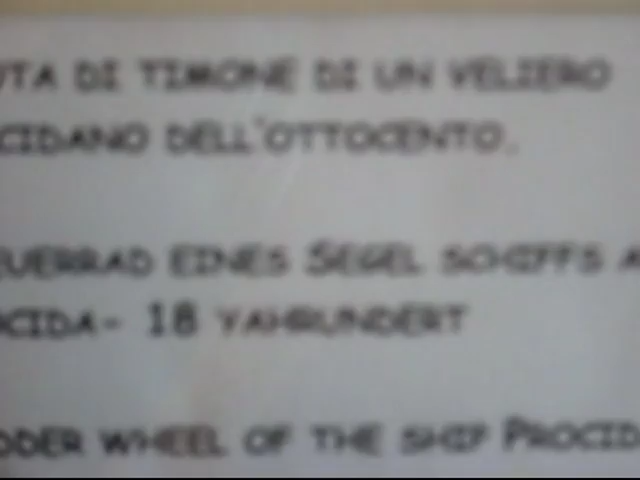 UTA DI TIMONE DI UN VELIERO
CIDANO DELL'OTTOCENTO.
EUERRAD EINES SEGEL SCHIFFS A
OCIDA- 18 YAHRUNDERT
DDER WHEEL OF THE SHIP PROCID